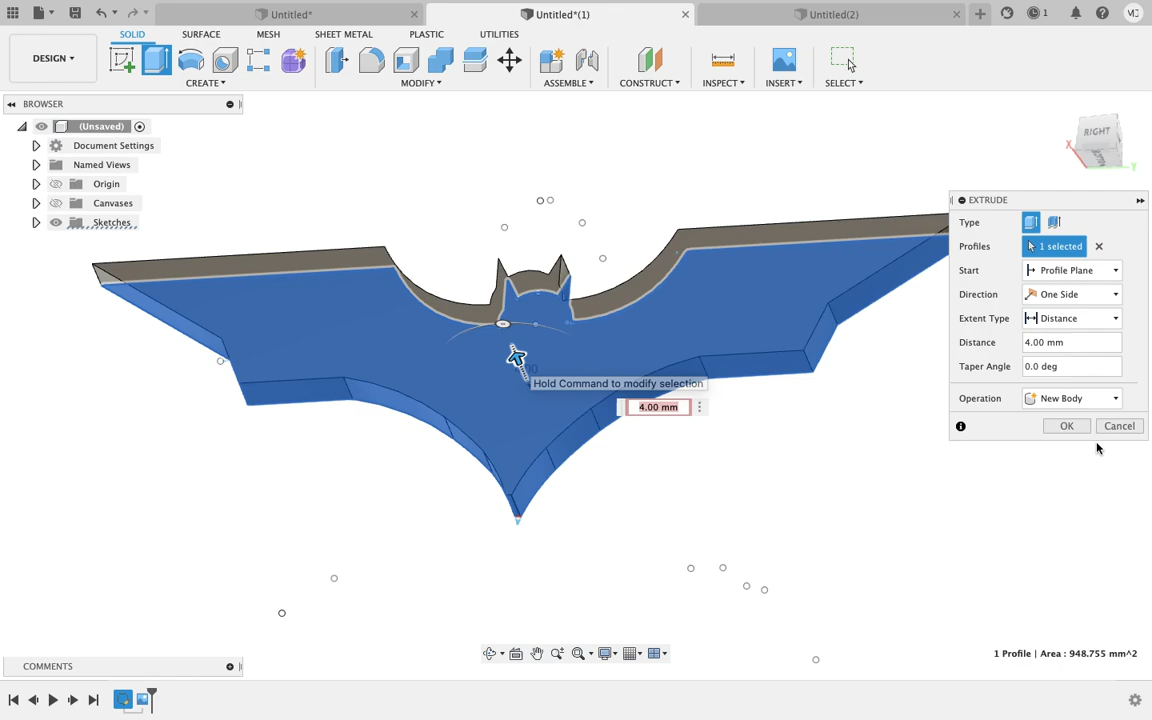 Untitled*
Untitled*(1)
Untitled(2)
1
DESIGN
SOLID
SURFACE
MESH
SHEET METAL
PLASTIC
UTILITIES
CREATE
MODIFY
ASSEMBLE
CONSTRUCT
INSPECT
INSERT
SELECT
BROWSER
(Unsaved)
Document Settings
Named Views
Origin
Canvases
Sketches
RIGHT
X
Y
EXTRUDE
Type
Profiles 1 selected
Start Profile Plane
Direction One Side
Extent Type Distance
Distance 4.00 mm
Taper Angle 0.0 deg
Operation New Body
OK Cancel
Hold Command to modify selection
4.00 mm
COMMENTS
1 Profile | Area : 948.755 mm^2